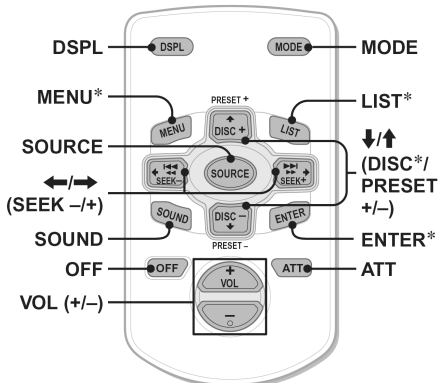 DSPL
DSPL
MODE
MODE
MENU*
MENU
PRESET +
DISC +
LIST
LIST*
SOURCE
SOURCE
←/→
(SEEK –/+)
SEEK–
SEEK+
↓/↑
(DISC*/
PRESET
+/–)
SOUND
SOUND
DISC –
PRESET –
ENTER
ENTER*
OFF
OFF
ATT
ATT
VOL (+/–)
+
VOL
–